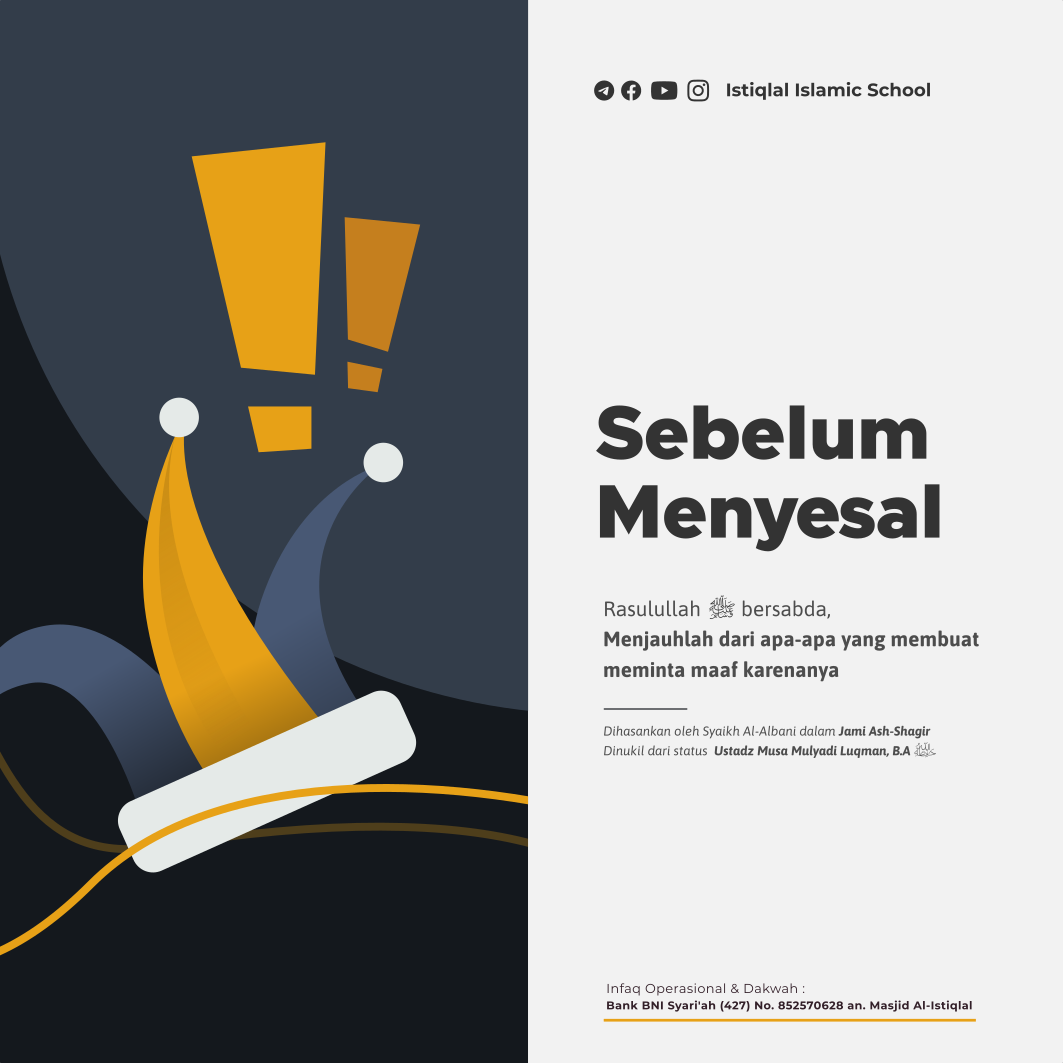 Istiqlal Islamic School
Sebelum
Menyesal
Rasulullah ﷺ bersabda,
Menjauhlah dari apa-apa yang membuat
meminta maaf karenanya
Dihasankan oleh Syaikh Al-Albani dalam Jami Ash-Shagir
Dinukil dari status Ustadz Musa Mulyadi Luqman, B.A
Infaq Operasional & Dakwah :
Bank BNI Syari'ah (427) No. 852570628 an. Masjid Al-Istiqlal